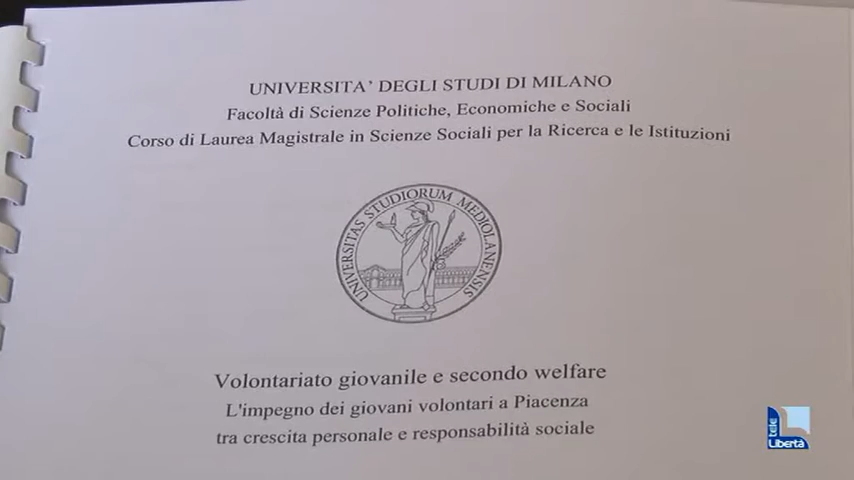 UNIVERSITA' DEGLI STUDI DI MILANO
Facoltà di Scienze Politiche, Economiche e Sociali
Corso di Laurea Magistrale in Scienze Sociali per la Ricerca e le Istituzioni
UNIVERSITAS STUDIORUM MEDIOLANENSIS
Volontariato giovanile e secondo welfare
L'impegno dei giovani volontari a Piacenza
tra crescita personale e responsabilità sociale
tele
Libertà